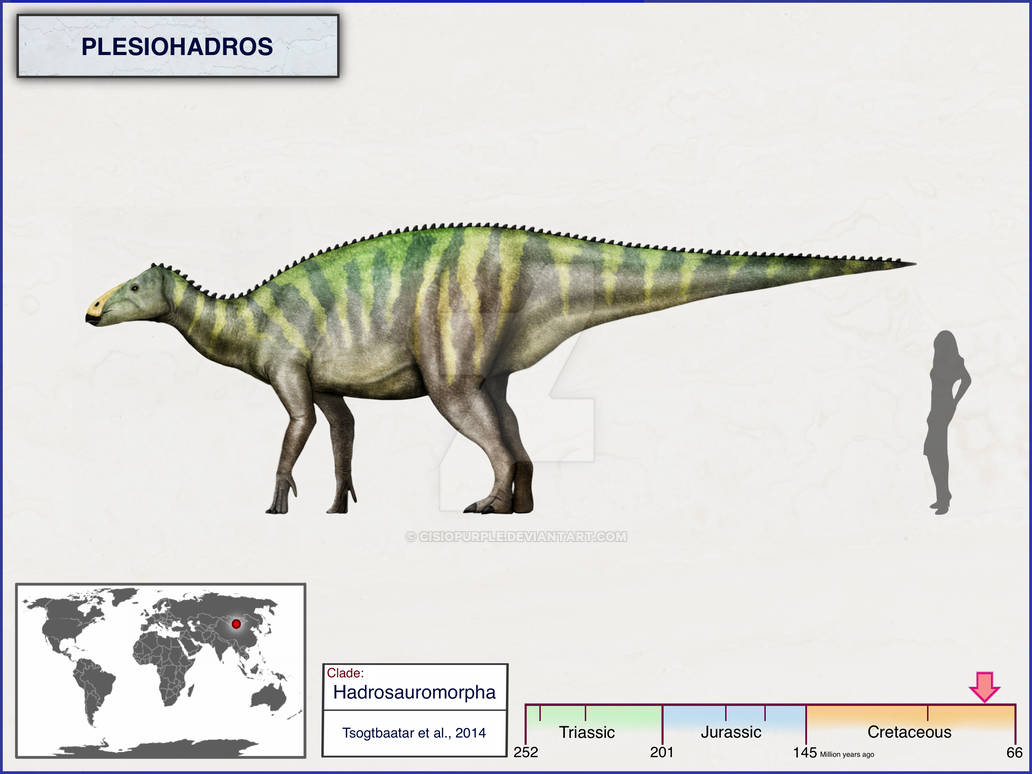 PLESIOHADROS
© CISIOPURPLE.DEVIANTART.COM
Clade:
Hadrosauromorpha
Tsogtbaatar et al., 2014
Triassic Jurassic Cretaceous
252 201 145 Million years ago 66